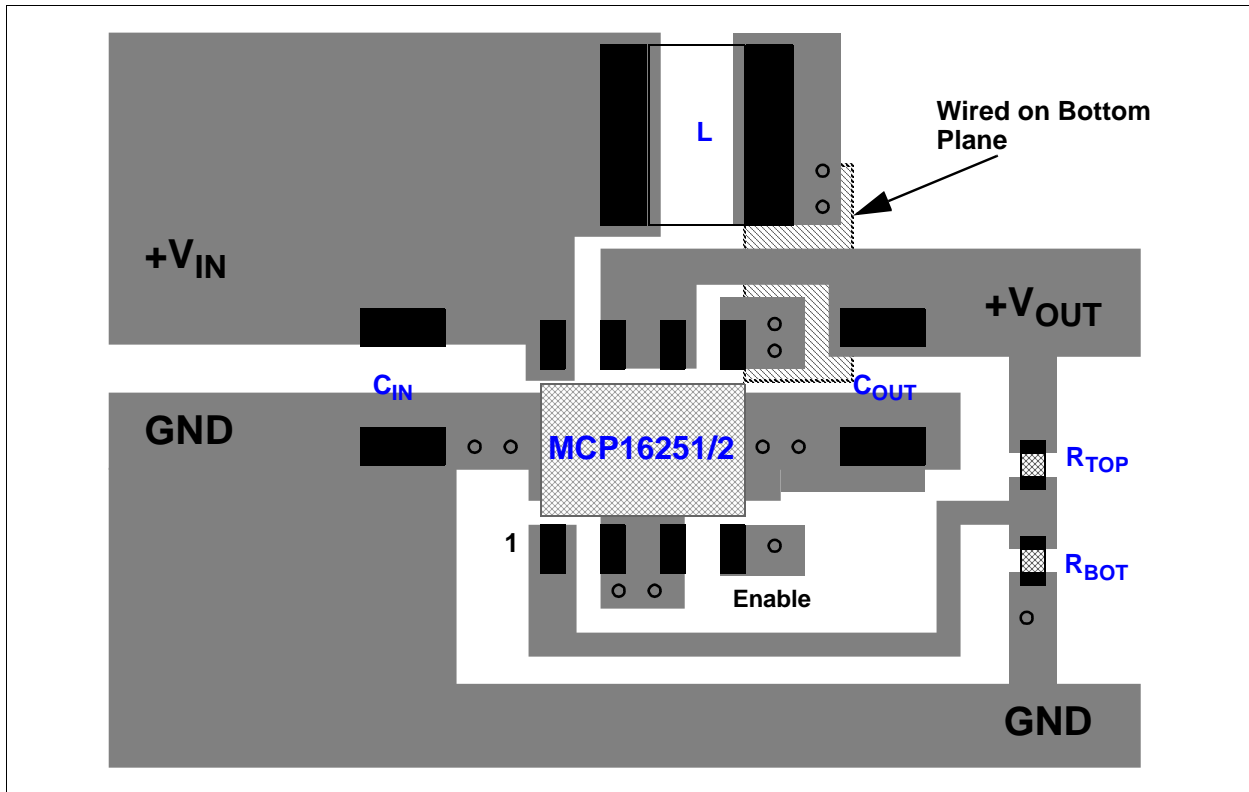 L
Wired on Bottom
Plane
+VIN
+VOUT
CIN
COUT
GND
MCP16251/2
RTOP
1
RBOT
Enable
GND